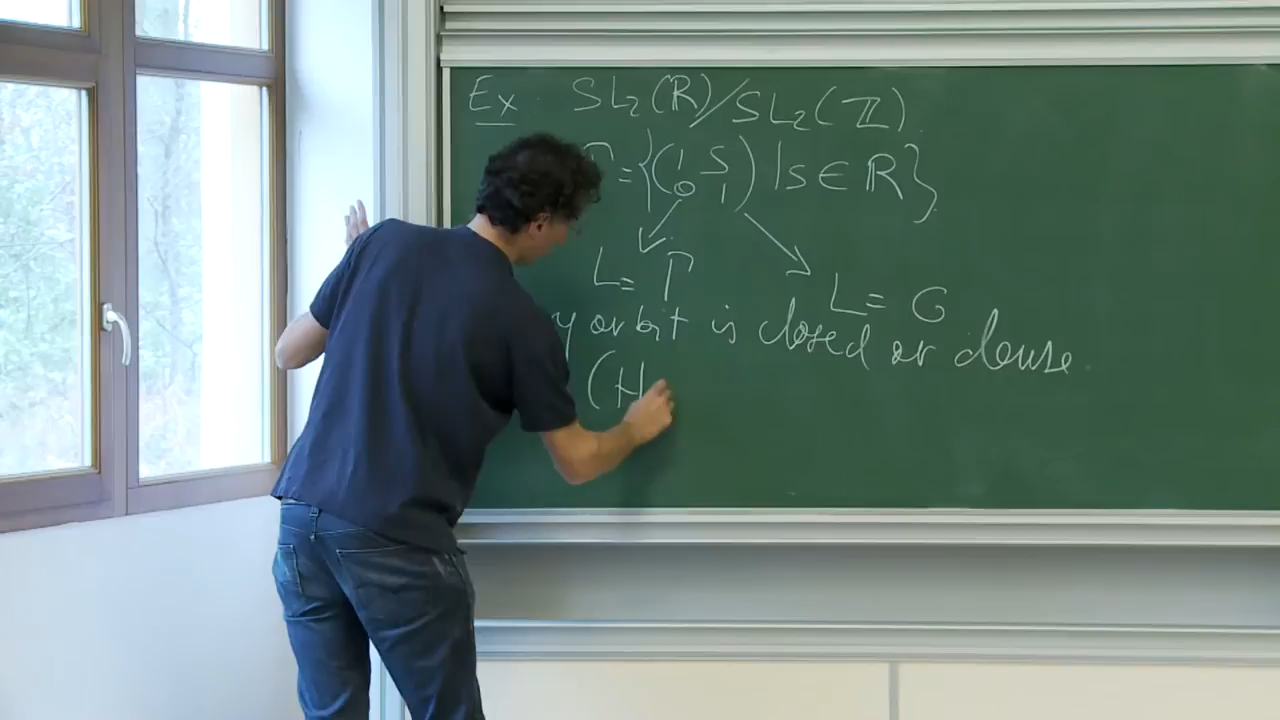 Ex. SL₂(ℝ)/SL₂(ℤ).
Γ = {(1 s 0 1) | s ∈ ℝ}.
L = Γ L = G
y orbit is closed or dense.
(H